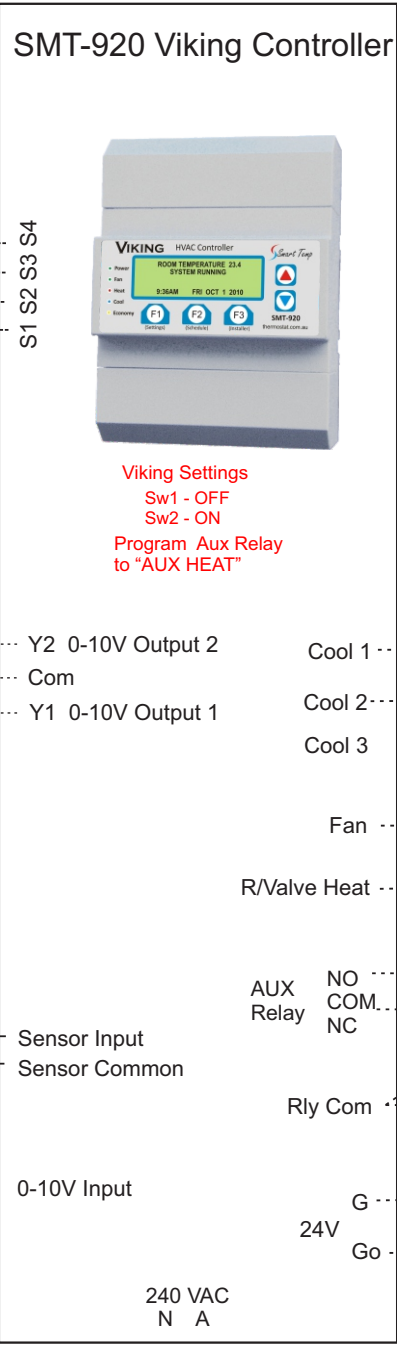 SMT-920 Viking Controller
S4
S3
S2
S1
VIKING HVAC Controller
Smart Temp
Power
Fan
Heat
Cool
Economy
ROOM TEMPERATURE 23.4
SYSTEM RUNNING
9:36AM FRI OCT 1 2010
F1 F2 F3
(Settings) (Schedule) (Installer)
SMT-920
thermostat.com.au
Viking Settings
Sw1 - OFF
Sw2 - ON
Program Aux Relay
to “AUX HEAT”
Y2 0-10V Output 2
Com
Y1 0-10V Output 1
Cool 1
Cool 2
Cool 3
Fan
R/Valve Heat
AUX
Relay
NO
COM
NC
Sensor Input
Sensor Common
Rly Com
0-10V Input
G
24V
Go
240 VAC
N A